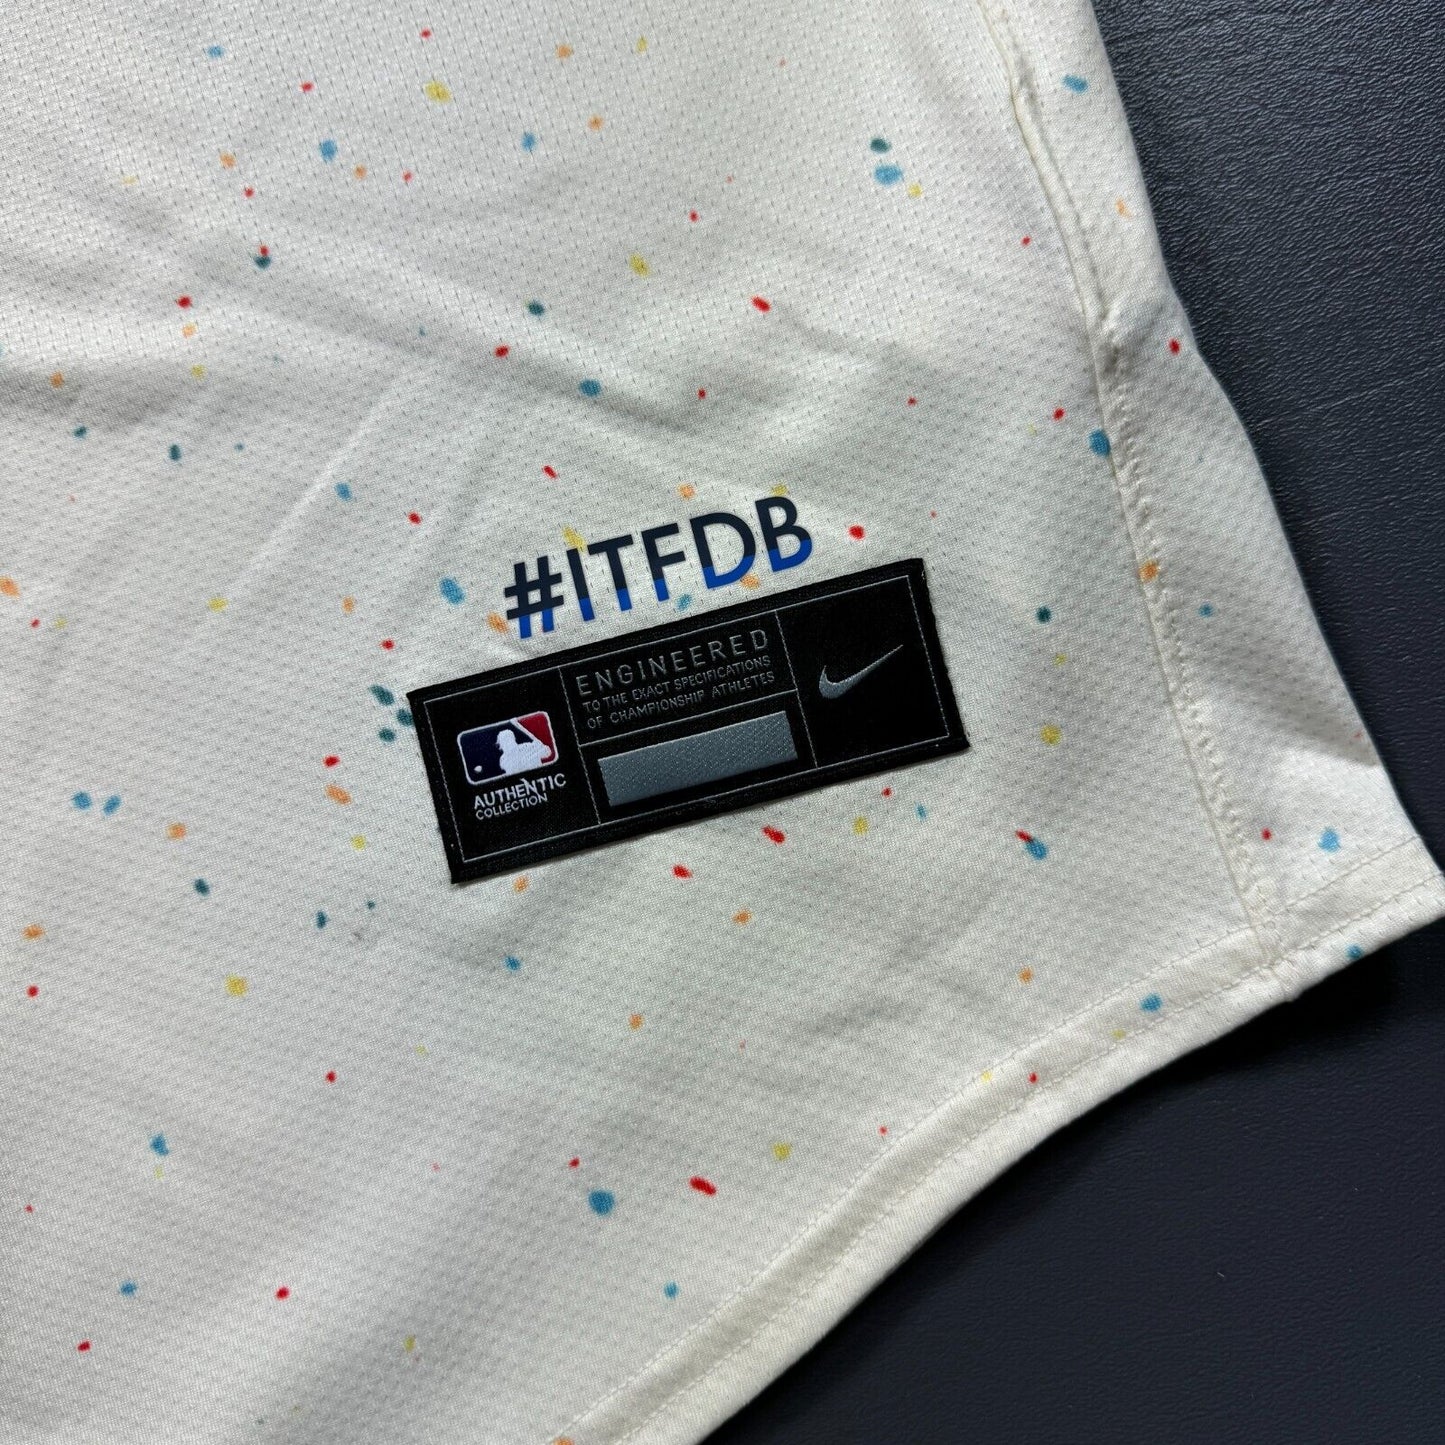 #ITFDB
ENGINEERED
TO THE EXACT SPECIFICATIONS
OF CHAMPIONSHIP ATHLETES
AUTHENTIC
COLLECTION